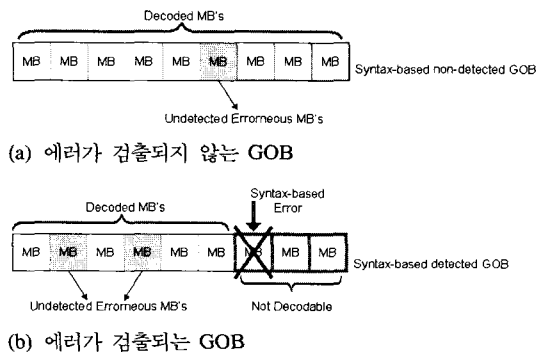 Decoded MB's
MB MB MB MB MB MB MB MB MB
Syntax-based non-detected GOB
Undetected Errorneous MB's
(a) 에러가 검출되지 않는 GOB
Syntax-based
Error
Decoded MB's
MB MB MB MB MB MB MB MB MB
Syntax-based detected GOB
Undetected Errorneous MB's
Not Decodable
(b) 에러가 검출되는 GOB